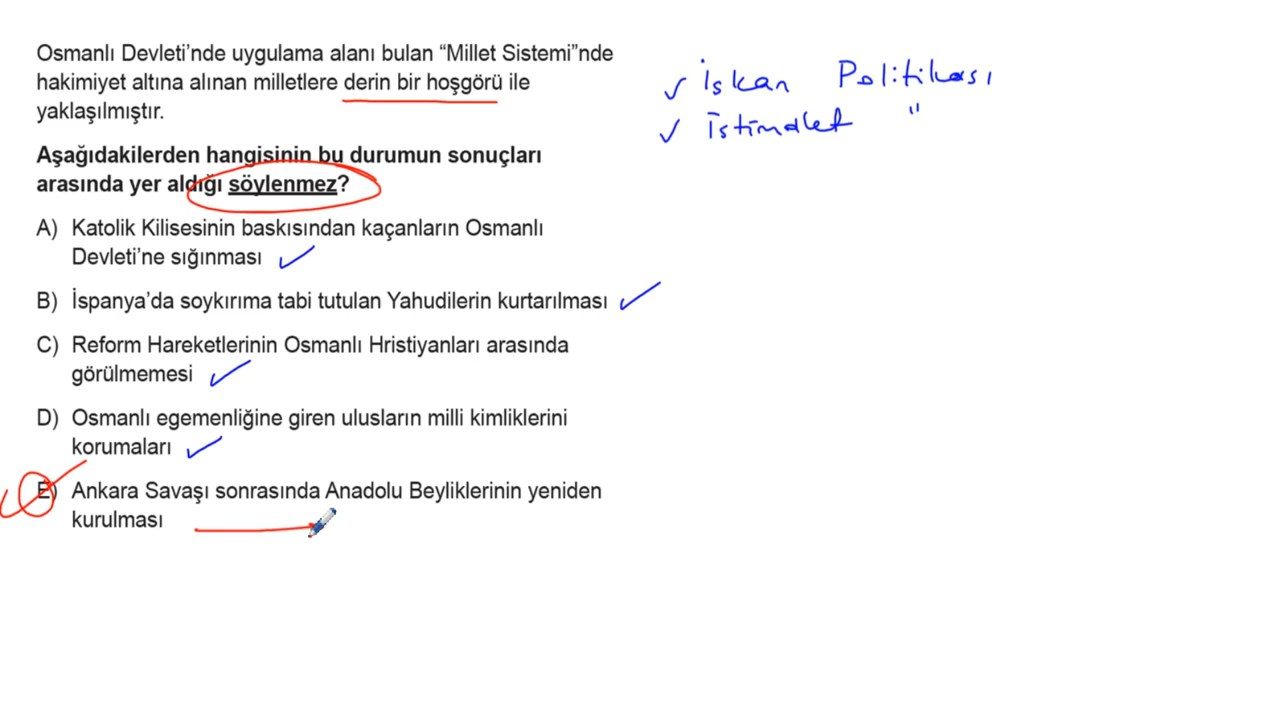 Osmanlı Devleti’nde uygulama alanı bulan “Millet Sistemi”nde
hakimiyet altına alınan milletlere derin bir hoşgörü ile
yaklaşılmıştır.
Aşağıdakilerden hangisinin bu durumun sonuçları
arasında yer aldığı söylenmez?
A) Katolik Kilisesinin baskısından kaçanların Osmanlı
Devleti’ne sığınması
B) İspanya’da soykırıma tabi tutulan Yahudilerin kurtarılması
C) Reform Hareketlerinin Osmanlı Hristiyanları arasında
görülmemesi
D) Osmanlı egemenliğine giren ulusların milli kimliklerini
korumaları
E) Ankara Savaşı sonrasında Anadolu Beyliklerinin yeniden
kurulması
İskan Politikası
İstimalet "